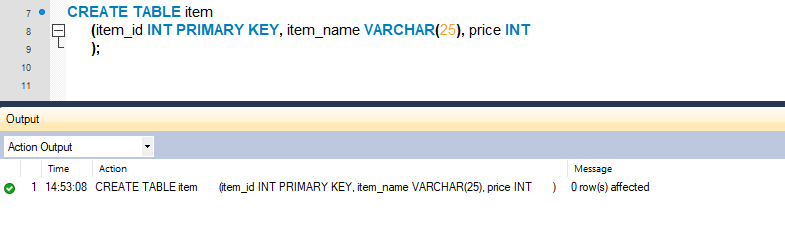 7 CREATE TABLE item
8 (item_id INT PRIMARY KEY, item_name VARCHAR(25), price INT
9 );
10
11
Output
Action Output
Time Action Message
1 14:53:08 CREATE TABLE item (item_id INT PRIMARY KEY, item_name VARCHAR(25), price INT ) 0 row(s) affected